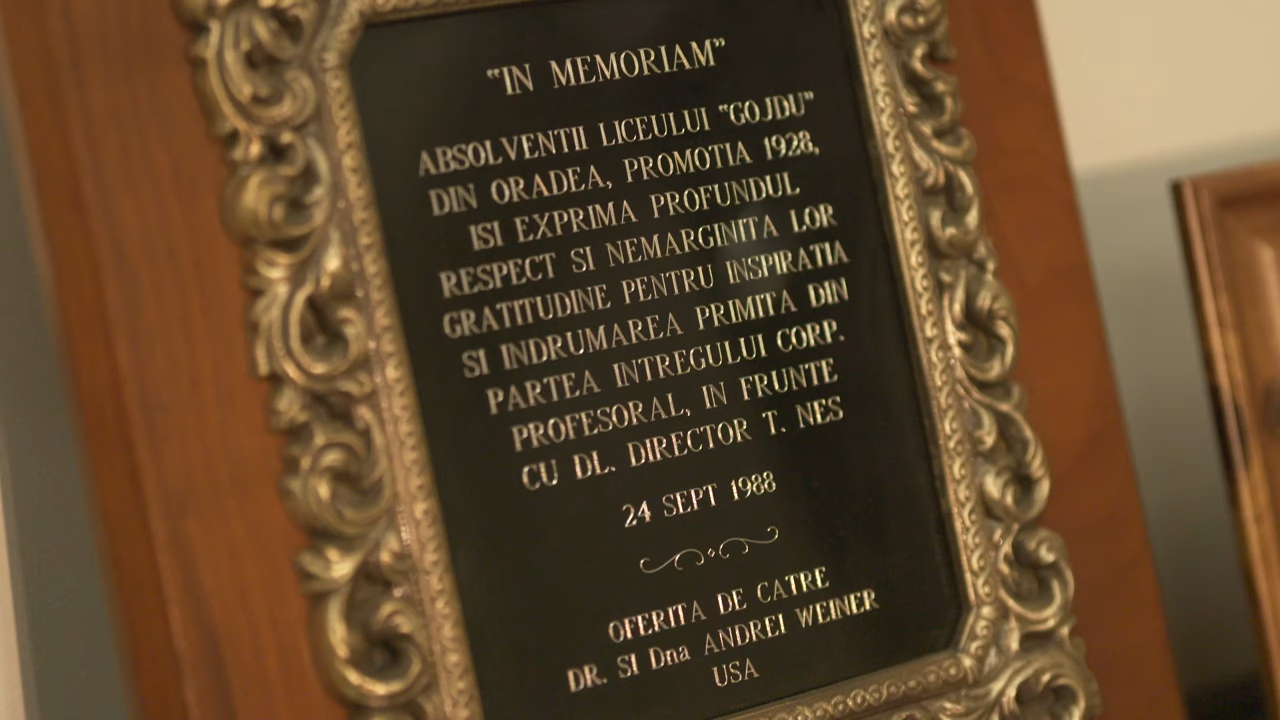 "IN MEMORIAM"
ABSOLVENTII LICEULUI "GOJDU"
DIN ORADEA, PROMOTIA 1928,
ISI EXPRIMA PROFUNDUL
RESPECT SI NEMARGINITA LOR
GRATITUDINE PENTRU INSPIRATIA
SI INDRUMAREA PRIMITA DIN
PARTEA INTREGULUI CORP.
PROFESORAL, IN FRUNTE
CU DL. DIRECTOR T. NES
24 SEPT 1988
OFERITA DE CATRE
DR. SI Dna ANDREI WEINER
USA